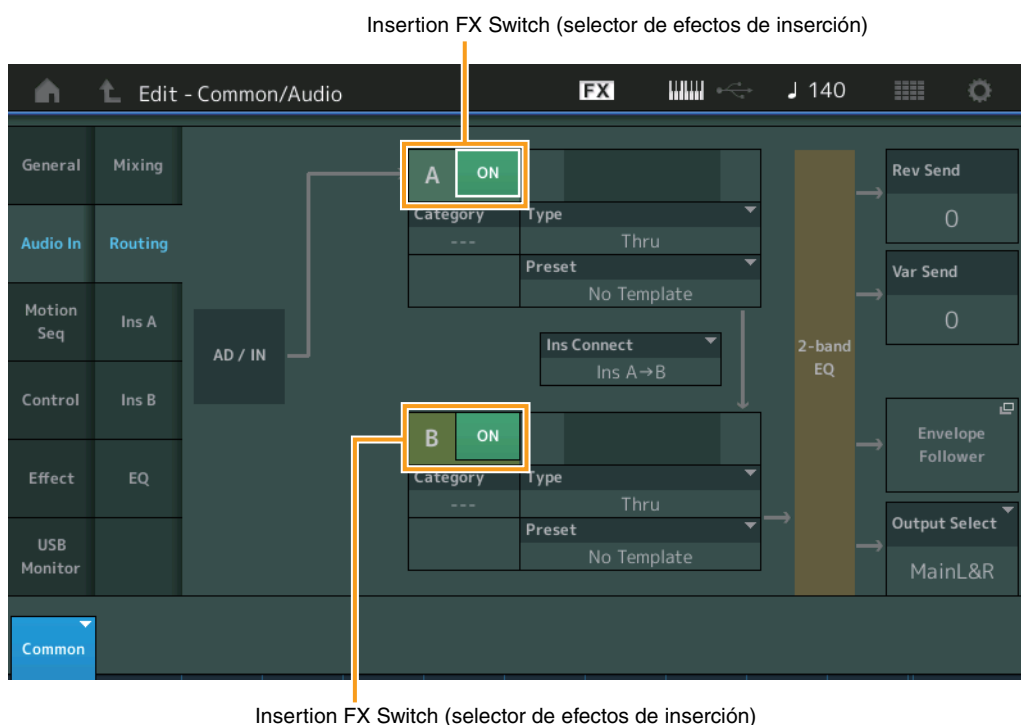 Insertion FX Switch (selector de efectos de inserción)
Edit - Common/Audio
FX
♩ 140
General
Mixing
Audio In
Routing
Motion
Seq
Ins A
Control
Ins B
Effect
EQ
USB
Monitor
Common
AD / IN
A
ON
Category
Type
---
Thru
Preset
No Template
Ins Connect
Ins A→B
B
ON
Category
Type
---
Thru
Preset
No Template
2-band
EQ
Rev Send
0
Var Send
0
Envelope
Follower
Output Select
MainL&R
Insertion FX Switch (selector de efectos de inserción)